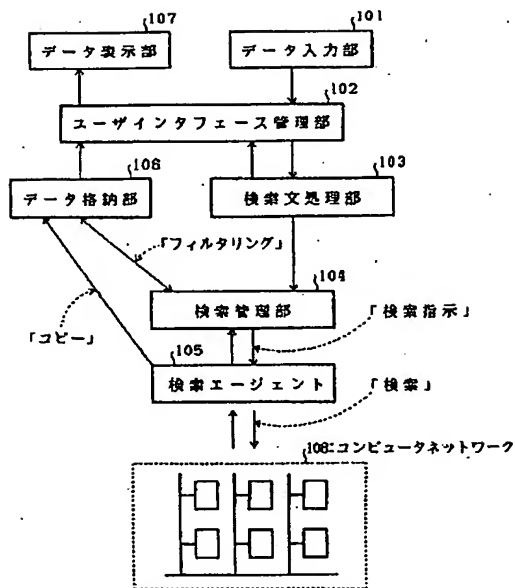 107
データ表示部
101
データ入力部
102
ユーザインタフェース管理部
106
データ格納部
103
検索文処理部
「フィルタリング」
104
検索管理部
「コピー」
「検索指示」
105
検索エージェント
「検索」
108:コンピュータネットワーク